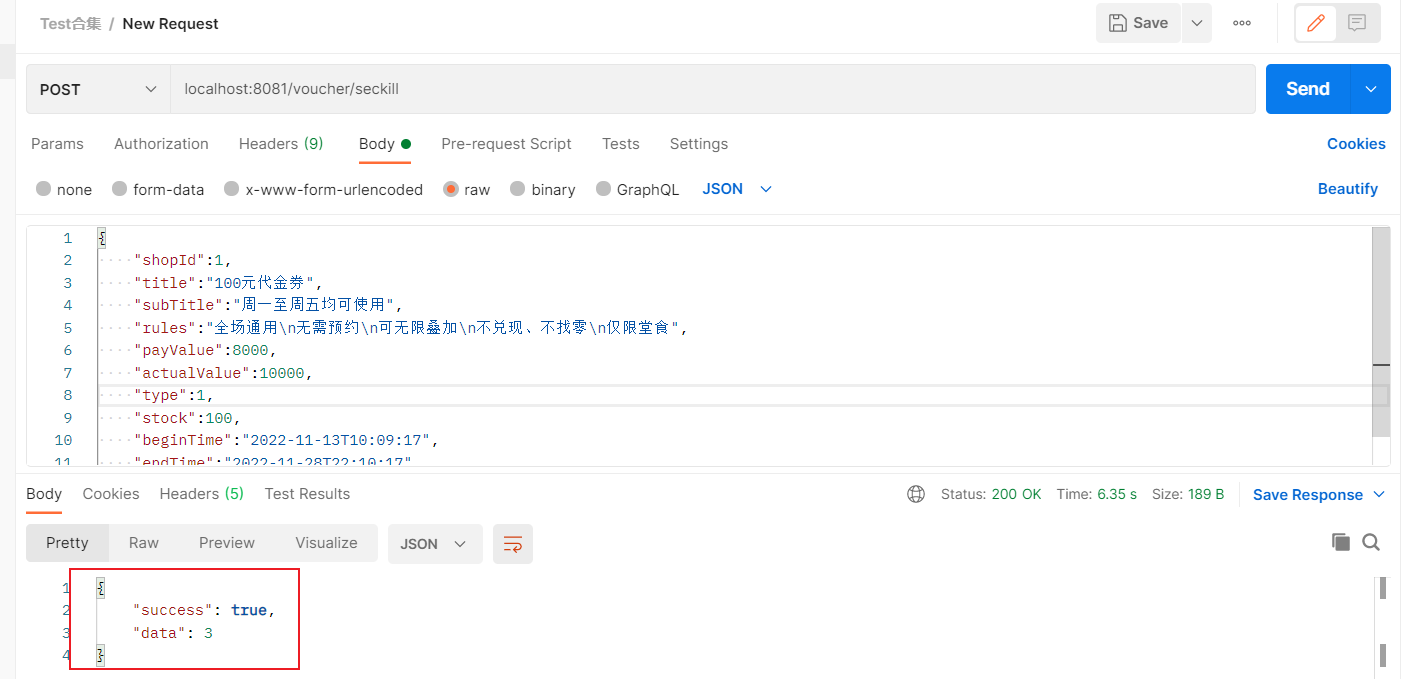 Test合集 / New Request
Save
POST
localhost:8081/voucher/seckill
Send
Params Authorization Headers (9) Body Pre-request Script Tests Settings Cookies
none form-data x-www-form-urlencoded raw binary GraphQL JSON Beautify
1 {
2 "shopId":1,
3 "title":"100元代金券",
4 "subTitle":"周一至周五均可使用",
5 "rules":"全场通用\n无需预约\n可无限叠加\n不兑现、不找零\n仅限堂食",
6 "payValue":8000,
7 "actualValue":10000,
8 "type":1,
9 "stock":100,
10 "beginTime":"2022-11-13T10:09:17",
11 "endTime":"2022-11-28T22:10:17"
Body Cookies Headers (5) Test Results Status: 200 OK Time: 6.35 s Size: 189 B Save Response
Pretty Raw Preview Visualize JSON
1 {
2 "success": true,
3 "data": 3
4 }